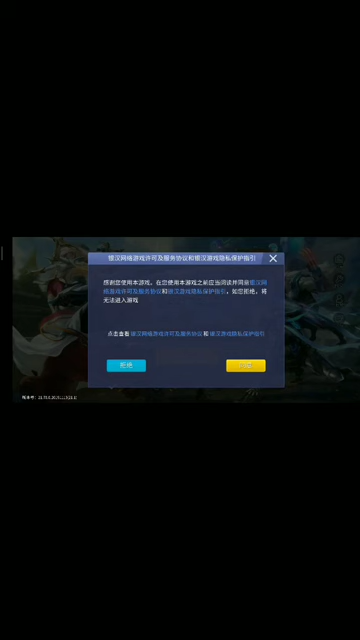 银汉网络游戏许可及服务协议和银汉游戏隐私保护指引
感谢您使用本游戏，在您使用本游戏之前应当阅读并同意银汉网
络游戏许可及服务协议和银汉游戏隐私保护指引，如您拒绝，将
无法进入游戏
点击查看 银汉网络游戏许可及服务协议 和 银汉游戏隐私保护指引
拒绝
版本号: